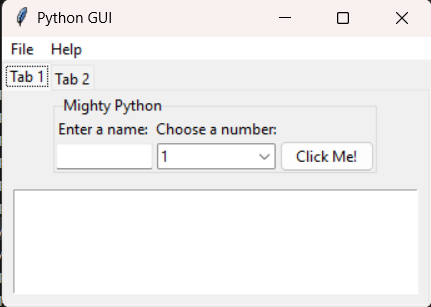 Python GUI
File Help
Tab 1 Tab 2
Mighty Python
Enter a name: Choose a number:
1 Click Me!